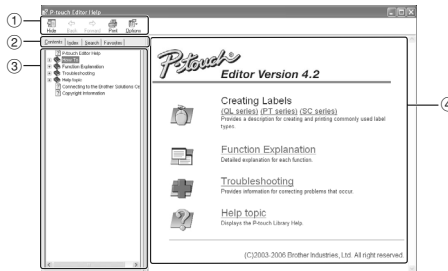 P-touch Editor Help
Hide Back Forward Print Options
Contents Index Search Favorites
P-touch Editor Help
How To
Function Explanation
Troubleshooting
Help topic
Connecting to the Brother Solutions Ce
Copyright Information
P-touch
Editor Version 4.2
Creating Labels
(QL series) (PT series) (SC series)
Provides a description for creating and printing commonly used label
types.
Function Explanation
Detailed explanation for each function.
Troubleshooting
Provides information for correcting problems that occur.
Help topic
Displays the P-touch Library Help.
(C)2003-2006 Brother Industries, Ltd. All right reserved.
1
2
3
4